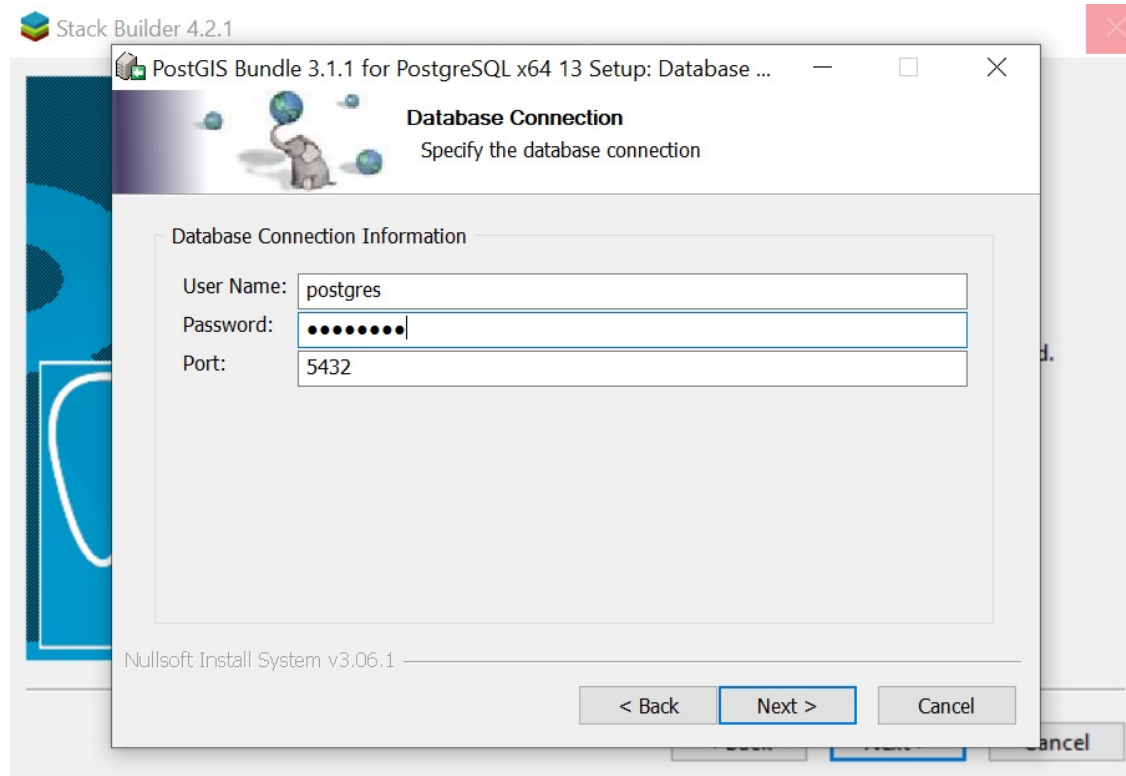 Stack Builder 4.2.1
PostGIS Bundle 3.1.1 for PostgreSQL x64 13 Setup: Database ...
Database Connection
Specify the database connection
Database Connection Information
User Name: postgres
Password: ●●●●●●●●
Port: 5432
d.
Nullsoft Install System v3.06.1
< Back Next > Cancel
Cancel